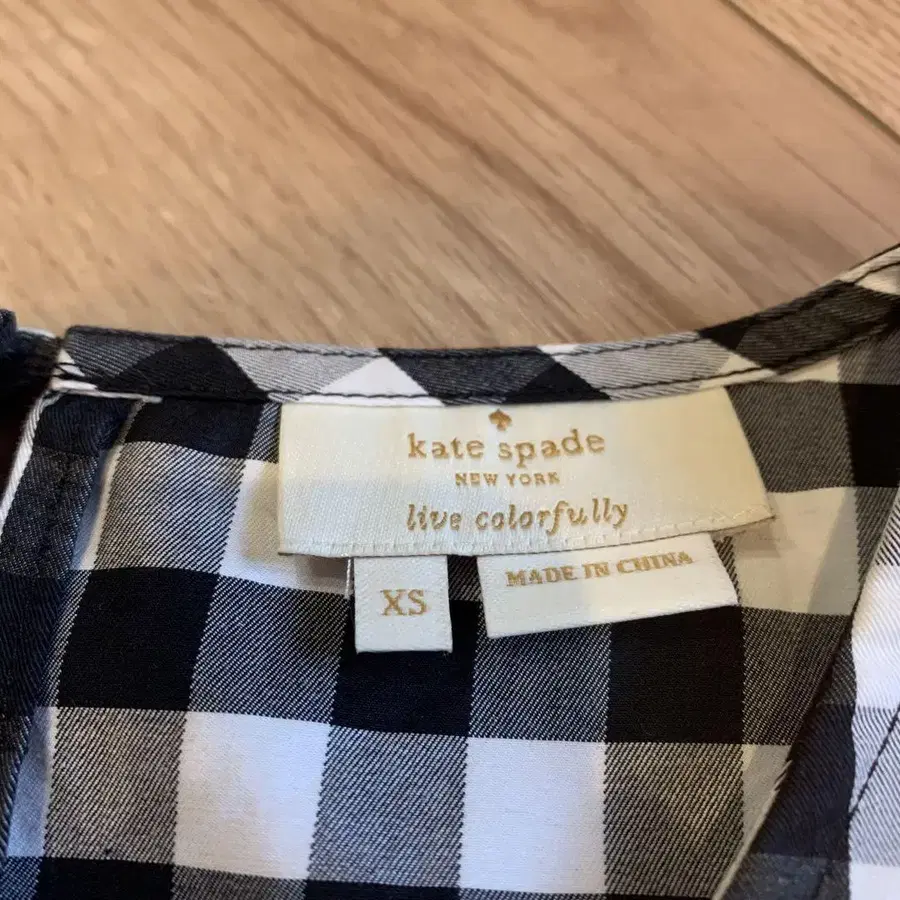 kate spade
NEW YORK
live colorfully
XS
MADE IN CHINA